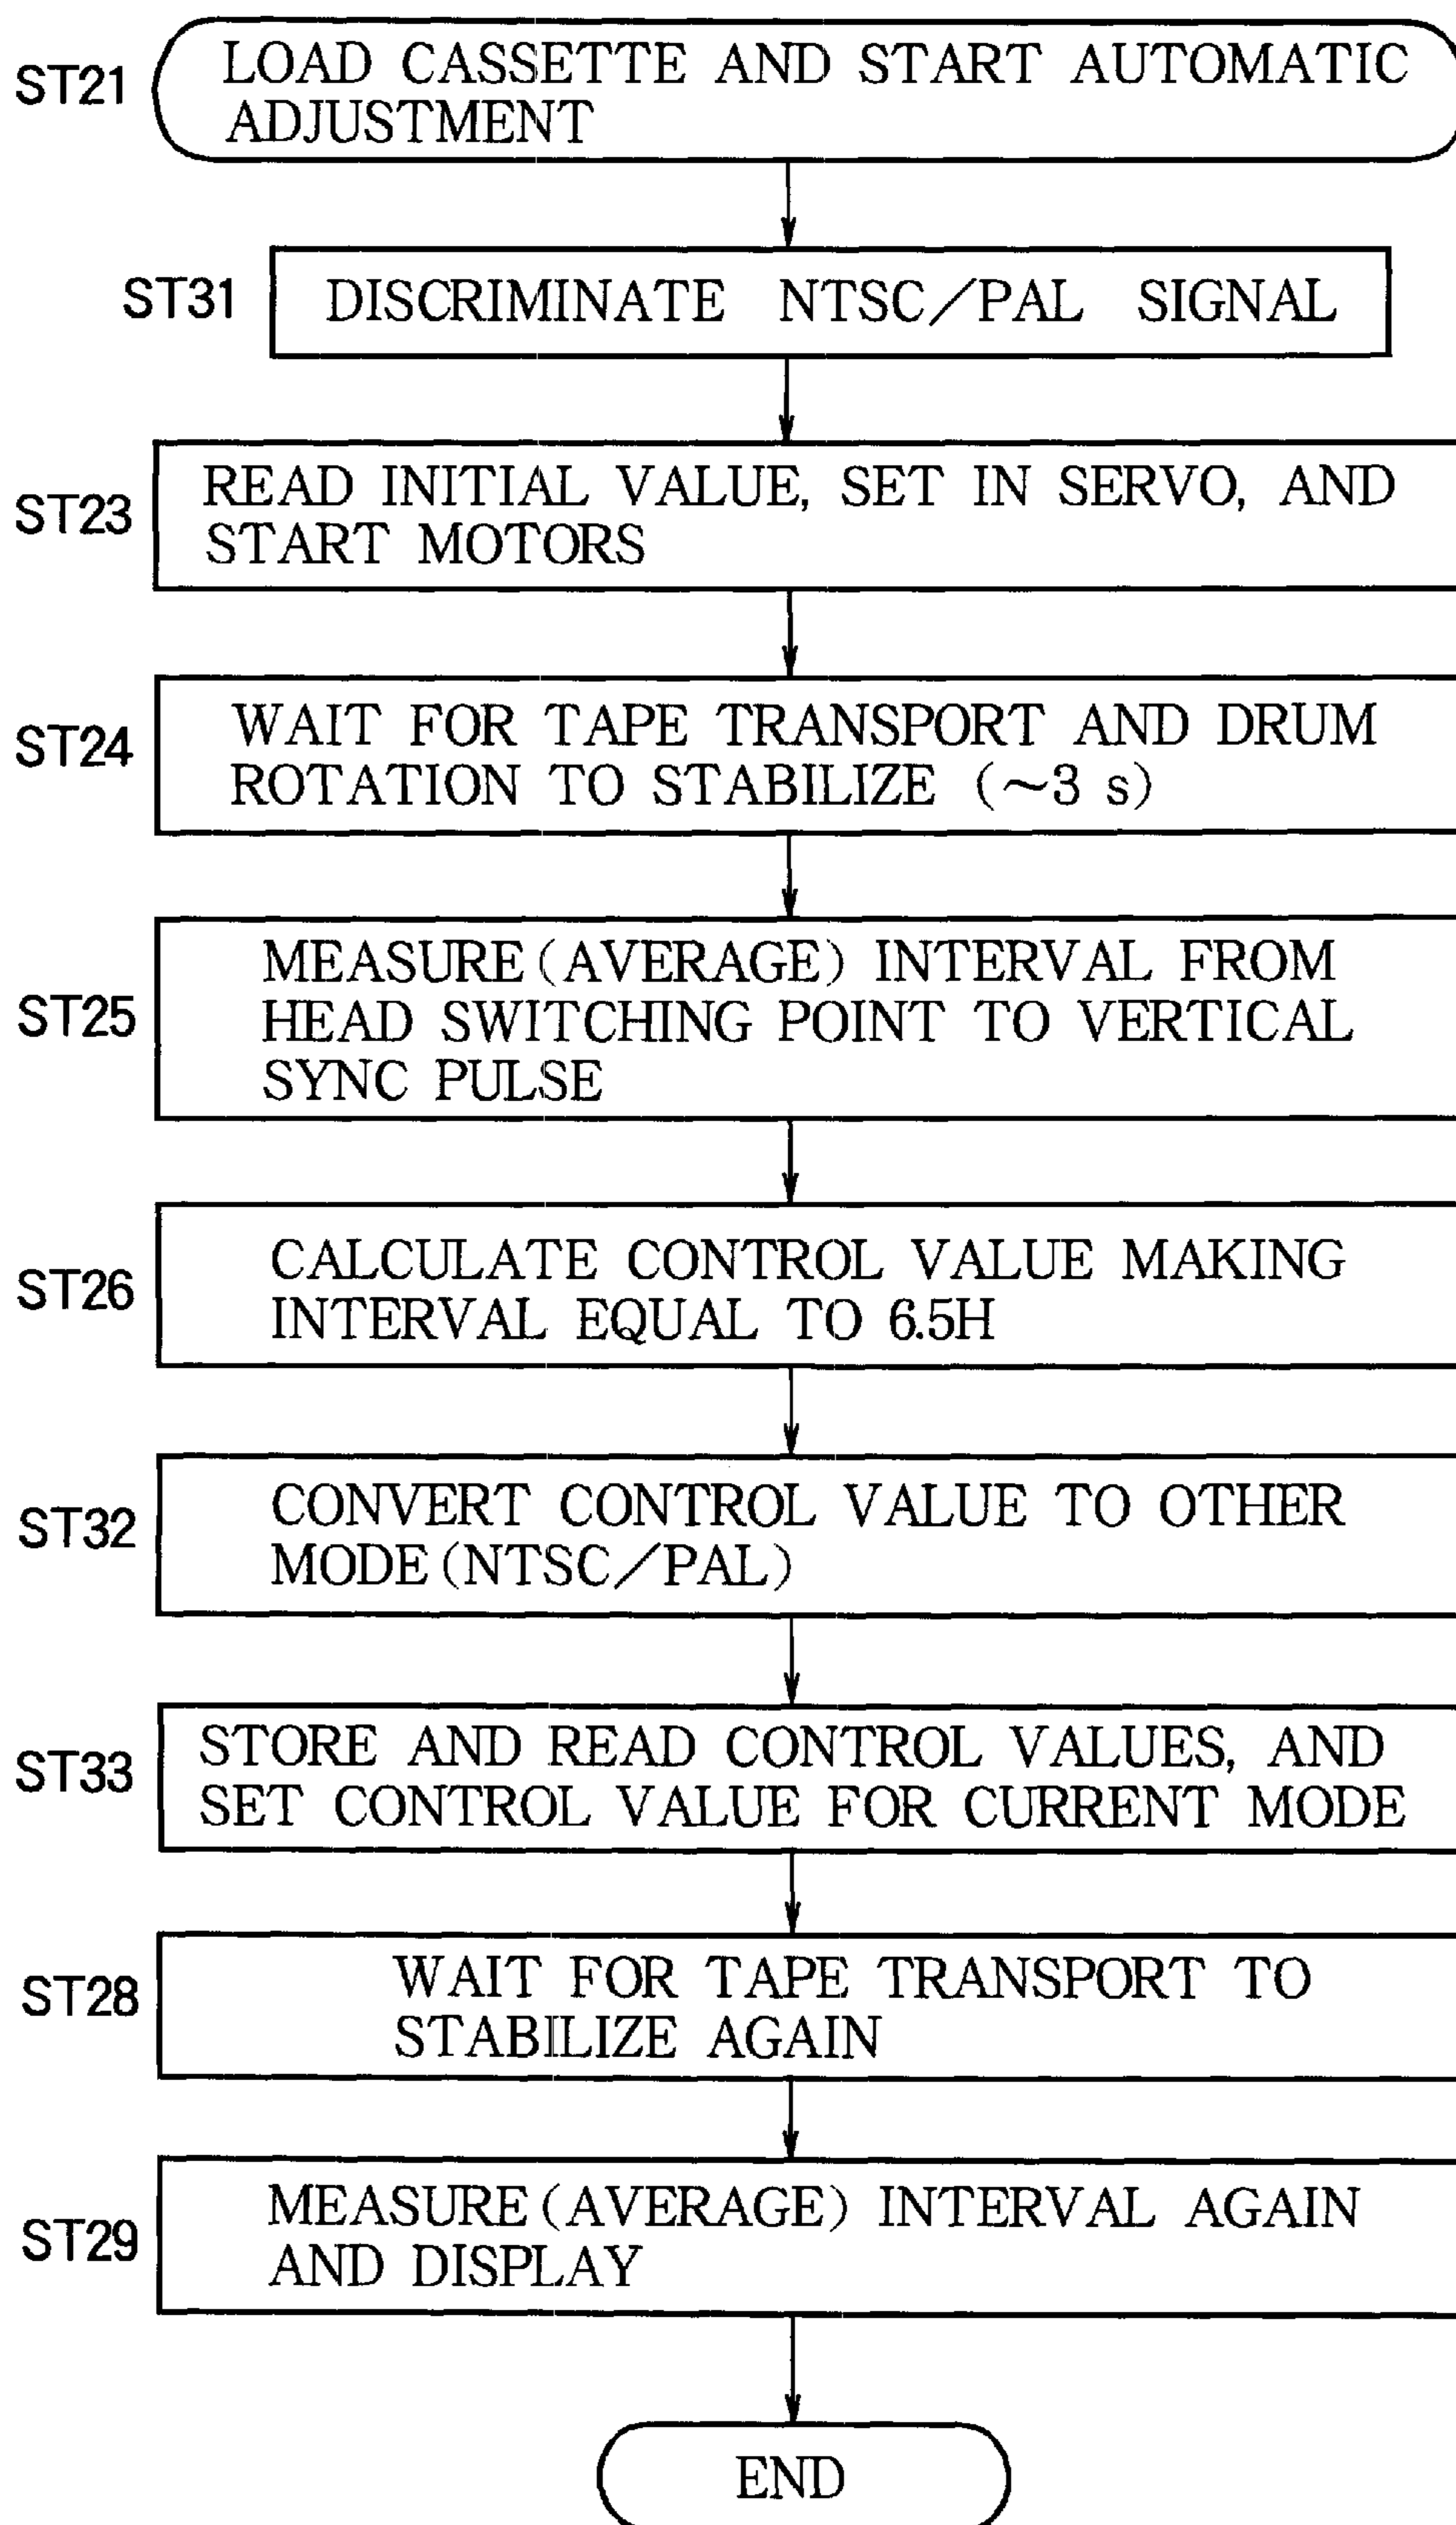 ST21
LOAD CASSETTE AND START AUTOMATIC
ADJUSTMENT
ST31
DISCRIMINATE NTSC/PAL SIGNAL
ST23
READ INITIAL VALUE, SET IN SERVO, AND
START MOTORS
ST24
WAIT FOR TAPE TRANSPORT AND DRUM
ROTATION TO STABILIZE (~3 s)
ST25
MEASURE (AVERAGE) INTERVAL FROM
HEAD SWITCHING POINT TO VERTICAL
SYNC PULSE
ST26
CALCULATE CONTROL VALUE MAKING
INTERVAL EQUAL TO 6.5H
ST32
CONVERT CONTROL VALUE TO OTHER
MODE (NTSC/PAL)
ST33
STORE AND READ CONTROL VALUES, AND
SET CONTROL VALUE FOR CURRENT MODE
ST28
WAIT FOR TAPE TRANSPORT TO
STABILIZE AGAIN
ST29
MEASURE (AVERAGE) INTERVAL AGAIN
AND DISPLAY
END